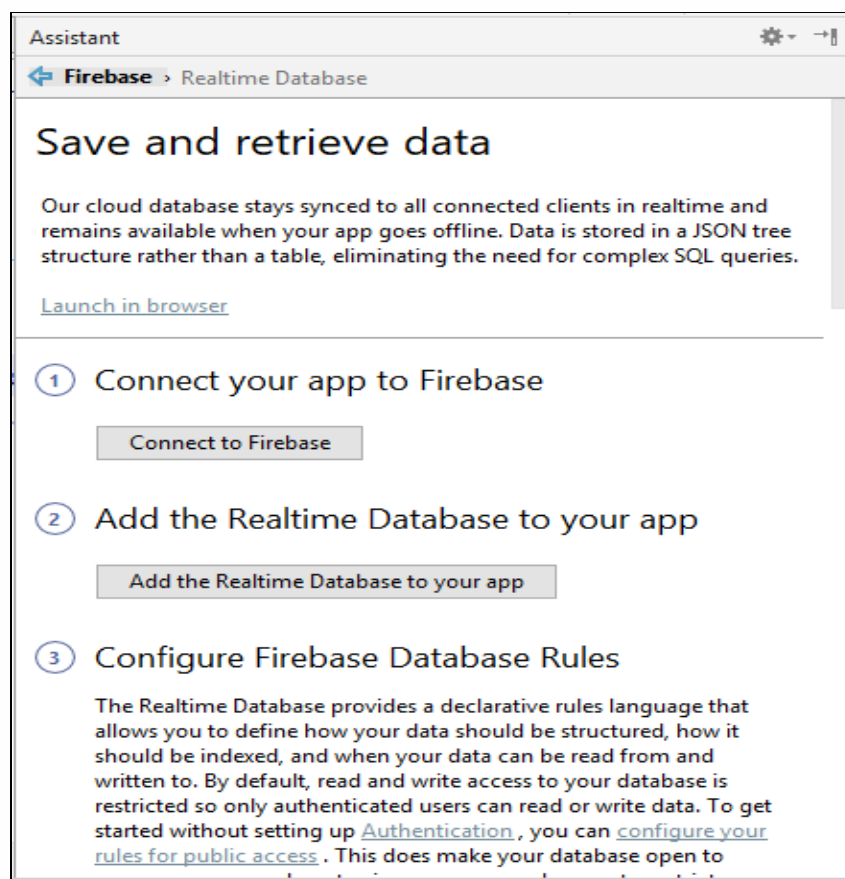 Assistant
Firebase › Realtime Database
Save and retrieve data
Our cloud database stays synced to all connected clients in realtime and
remains available when your app goes offline. Data is stored in a JSON tree
structure rather than a table, eliminating the need for complex SQL queries.
Launch in browser
1 Connect your app to Firebase
Connect to Firebase
2 Add the Realtime Database to your app
Add the Realtime Database to your app
3 Configure Firebase Database Rules
The Realtime Database provides a declarative rules language that
allows you to define how your data should be structured, how it
should be indexed, and when your data can be read from and
written to. By default, read and write access to your database is
restricted so only authenticated users can read or write data. To get
started without setting up Authentication , you can configure your
rules for public access . This does make your database open to